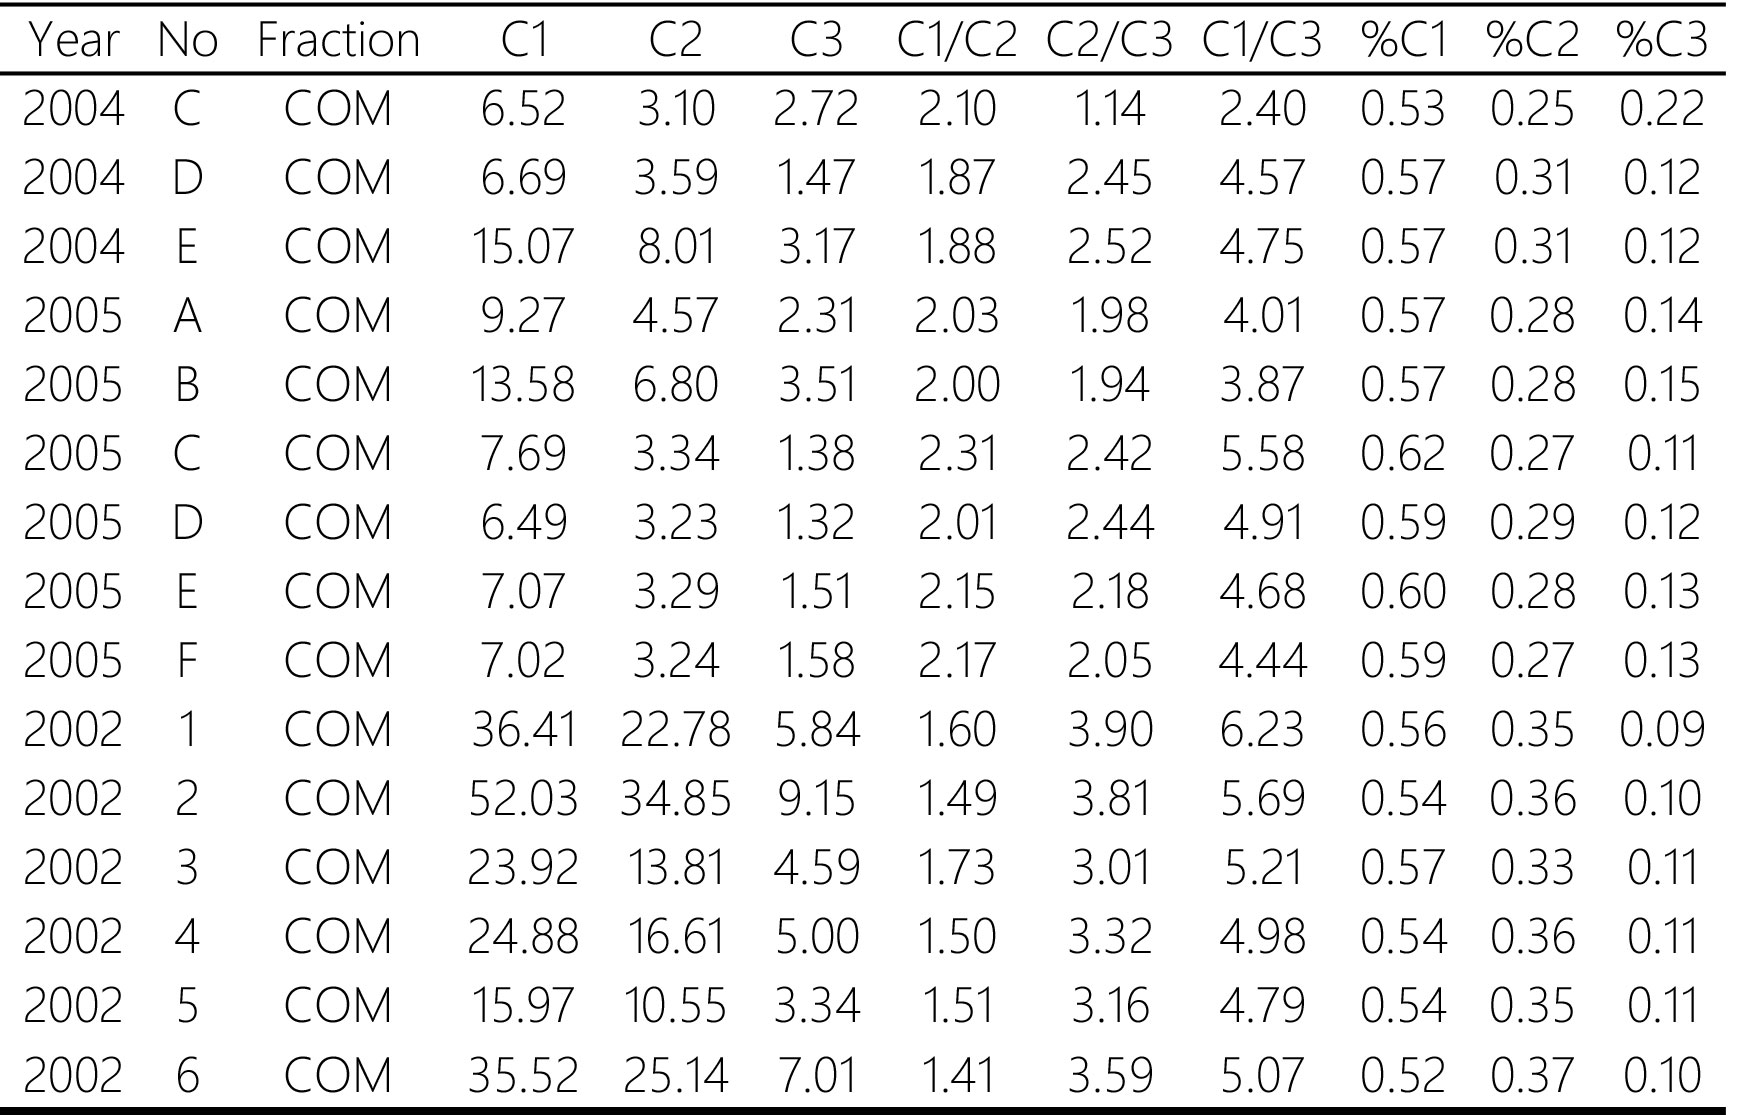 Year No Fraction C1 C2 C3 C1/C2 C2/C3 C1/C3 %C1 %C2 %C3
2004 C COM 6.52 3.10 2.72 2.10 1.14 2.40 0.53 0.25 0.22
2004 D COM 6.69 3.59 1.47 1.87 2.45 4.57 0.57 0.31 0.12
2004 E COM 15.07 8.01 3.17 1.88 2.52 4.75 0.57 0.31 0.12
2005 A COM 9.27 4.57 2.31 2.03 1.98 4.01 0.57 0.28 0.14
2005 B COM 13.58 6.80 3.51 2.00 1.94 3.87 0.57 0.28 0.15
2005 C COM 7.69 3.34 1.38 2.31 2.42 5.58 0.62 0.27 0.11
2005 D COM 6.49 3.23 1.32 2.01 2.44 4.91 0.59 0.29 0.12
2005 E COM 7.07 3.29 1.51 2.15 2.18 4.68 0.60 0.28 0.13
2005 F COM 7.02 3.24 1.58 2.17 2.05 4.44 0.59 0.27 0.13
2002 1 COM 36.41 22.78 5.84 1.60 3.90 6.23 0.56 0.35 0.09
2002 2 COM 52.03 34.85 9.15 1.49 3.81 5.69 0.54 0.36 0.10
2002 3 COM 23.92 13.81 4.59 1.73 3.01 5.21 0.57 0.33 0.11
2002 4 COM 24.88 16.61 5.00 1.50 3.32 4.98 0.54 0.36 0.11
2002 5 COM 15.97 10.55 3.34 1.51 3.16 4.79 0.54 0.35 0.11
2002 6 COM 35.52 25.14 7.01 1.41 3.59 5.07 0.52 0.37 0.10